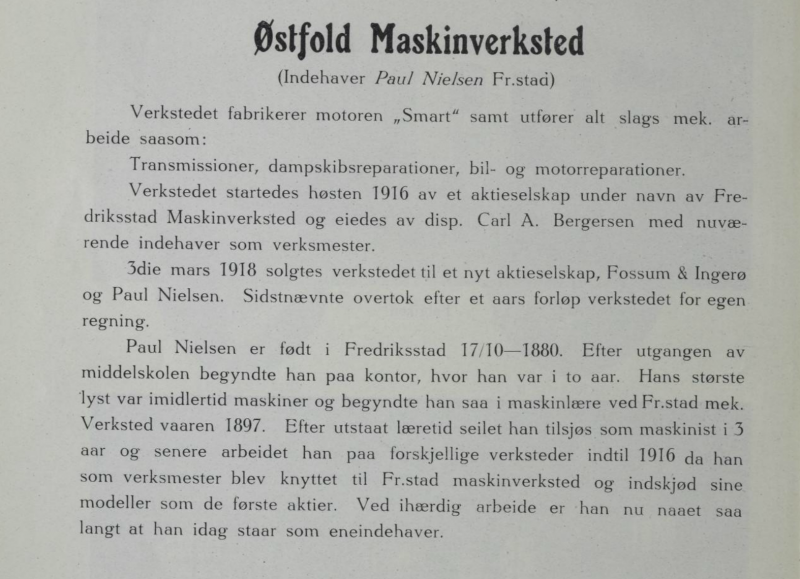 Østfold Maskinverksted
(Indehaver Paul Nielsen Fr.stad)
Verkstedet fabrikerer motoren „Smart“ samt utfører alt slags mek. ar-
beide saasom:
Transmissioner, dampskibsreparationer, bil- og motorreparationer.
Verkstedet startedes høsten 1916 av et aktieselskap under navn av Fre-
driksstad Maskinverksted og eiedes av disp. Carl A. Bergersen med nuvæ-
rende indehaver som verksmester.
3die mars 1918 solgtes verkstedet til et nyt aktieselskap, Fossum & Ingerø
og Paul Nielsen. Sidstnævnte overtok efter et aars forløp verkstedet for egen
regning.
Paul Nielsen er født i Fredriksstad 17/10—1880. Efter utgangen av
middelskolen begyndte han paa kontor, hvor han var i to aar. Hans største
lyst var imidlertid maskiner og begyndte han saa i maskinlære ved Fr.stad mek.
Verksted vaaren 1897. Efter utstaat læretid seilet han tilsjøs som maskinist i 3
aar og senere arbeidet han paa forskjellige verksteder indtil 1916 da han
som verksmester blev knyttet til Fr.stad maskinverksted og indskjød sine
modeller som de første aktier. Ved ihærdig arbeide er han nu naaet saa
langt at han idag staar som eneindehaver.